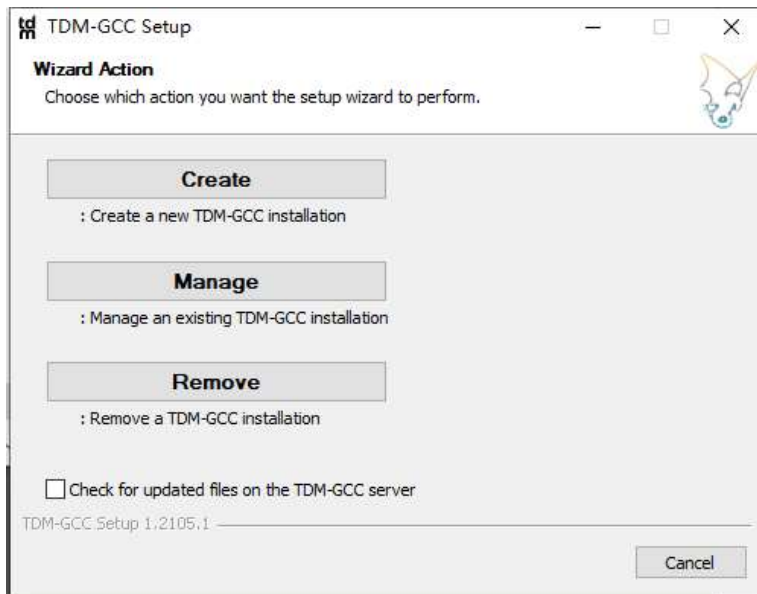 tdm TDM-GCC Setup
Wizard Action
Choose which action you want the setup wizard to perform.
Create
: Create a new TDM-GCC installation
Manage
: Manage an existing TDM-GCC installation
Remove
: Remove a TDM-GCC installation
Check for updated files on the TDM-GCC server
TDM-GCC Setup 1.2105.1
Cancel